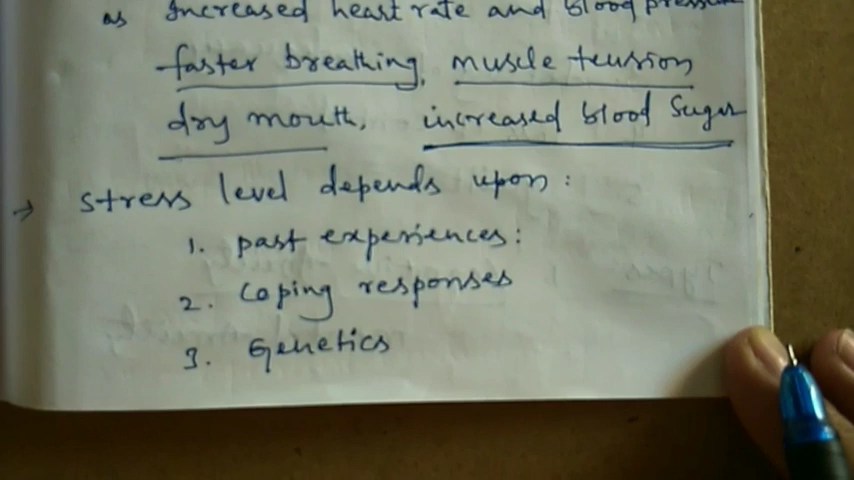 as Increased heart rate and blood pressure
faster breathing, muscle tension
dry mouth, increased blood Sugar
→ stress level depends upon:
1. past experiences:
2. Coping responses
3. Genetics